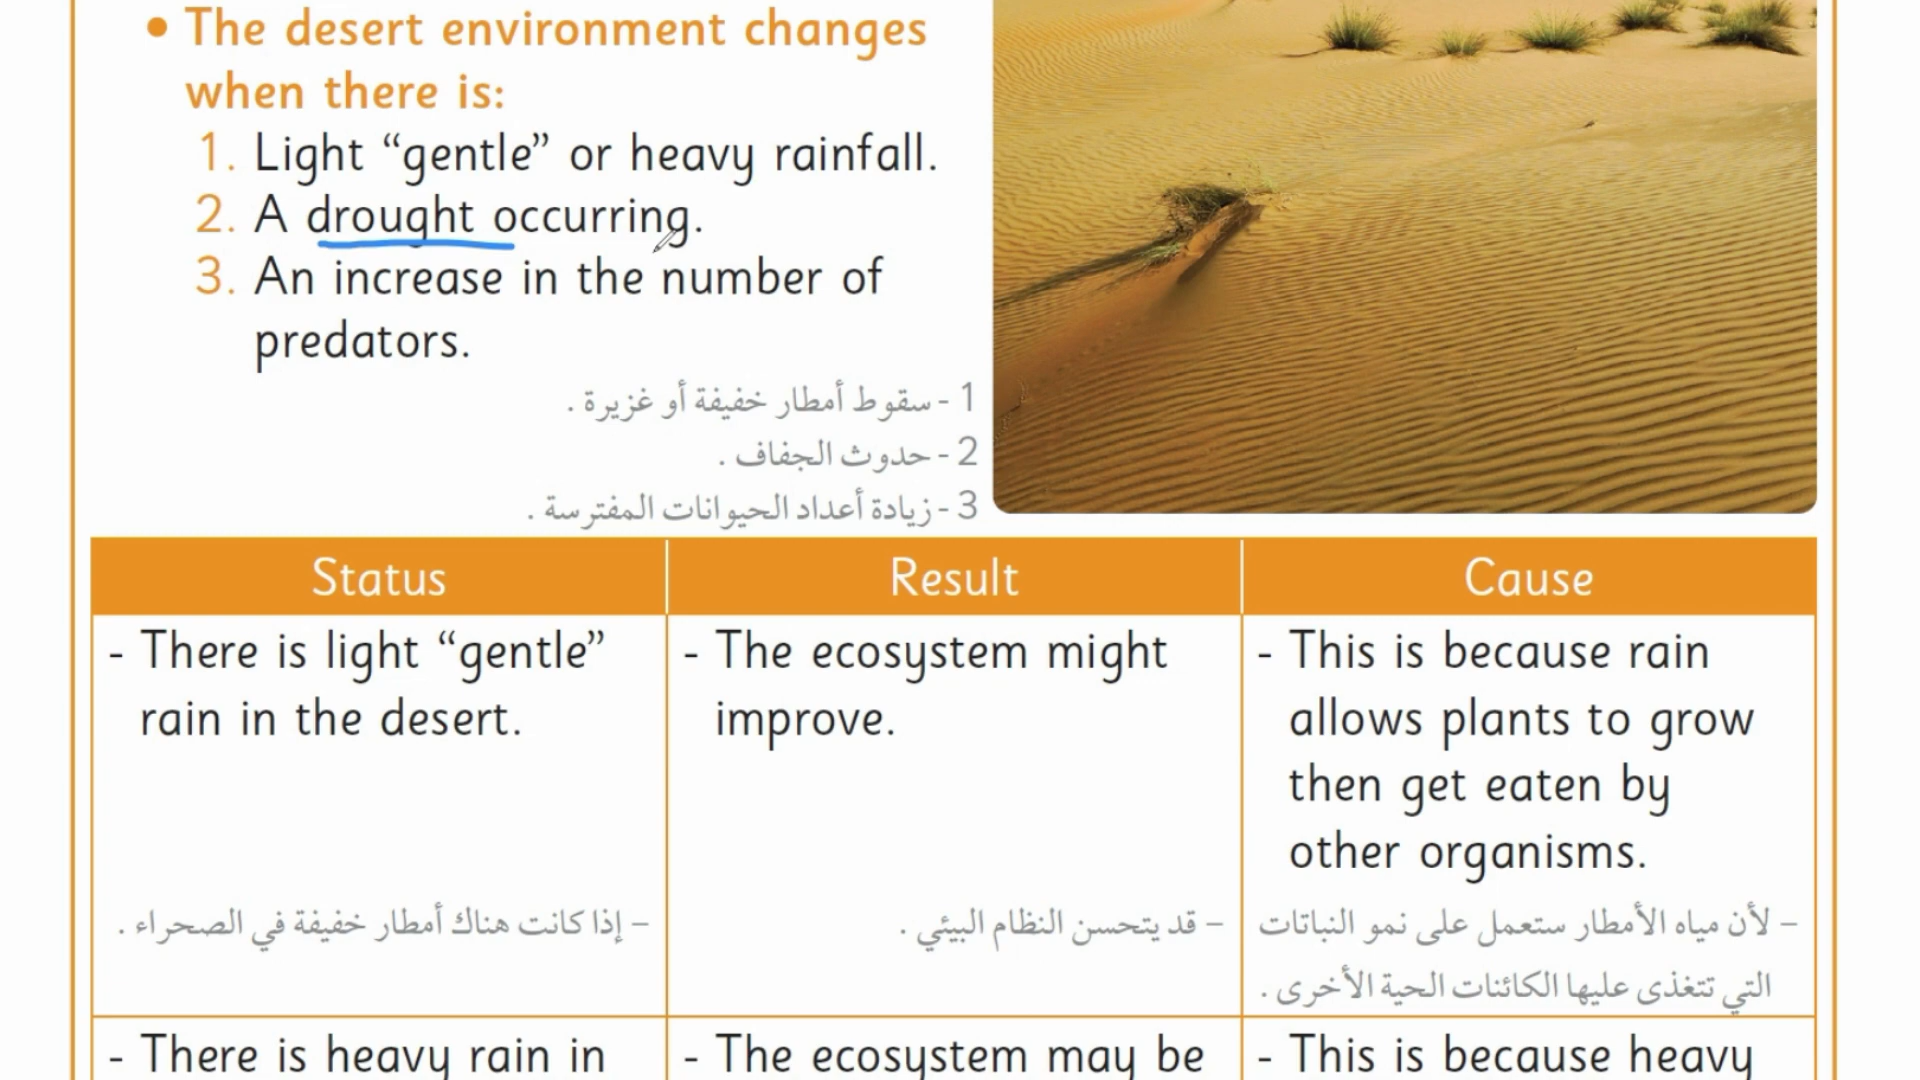 • The desert environment changes
when there is:
1. Light “gentle” or heavy rainfall.
2. A drought occurring.
3. An increase in the number of
predators.
1 - سقوط أمطار خفيفة أو غزيرة .
2 - حدوث الجفاف .
3 - زيادة أعداد الحيوانات المفترسة .
Status
Result
Cause
- There is light “gentle”
rain in the desert.
– إذا كانت هناك أمطار خفيفة في الصحراء .
- The ecosystem might
improve.
– قد يتحسن النظام البيئي .
- This is because rain
allows plants to grow
then get eaten by
other organisms.
– لأن مياه الأمطار ستعمل على نمو النباتات
التي تتغذى عليها الكائنات الحية الأخرى .
- There is heavy rain in
- The ecosystem may be
- This is because heavy